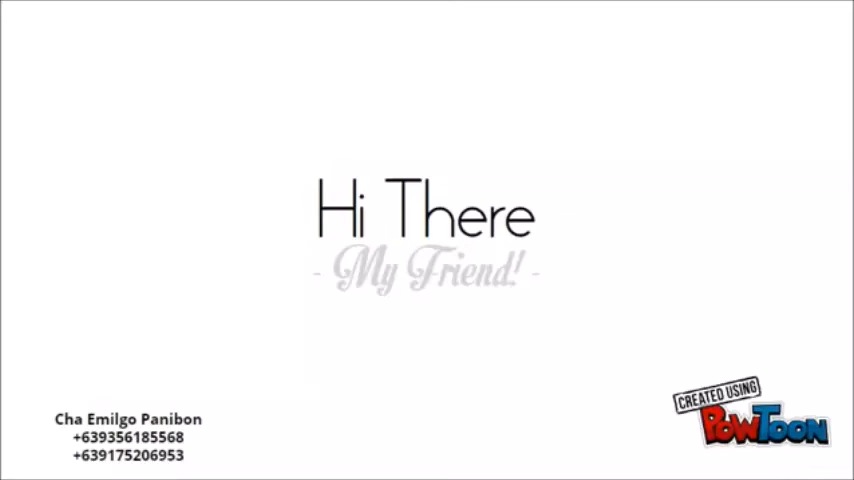 Hi There
- My Friend! -
Cha Emilgo Panibon
+639356185568
+639175206953
CREATED USING
POWTOON